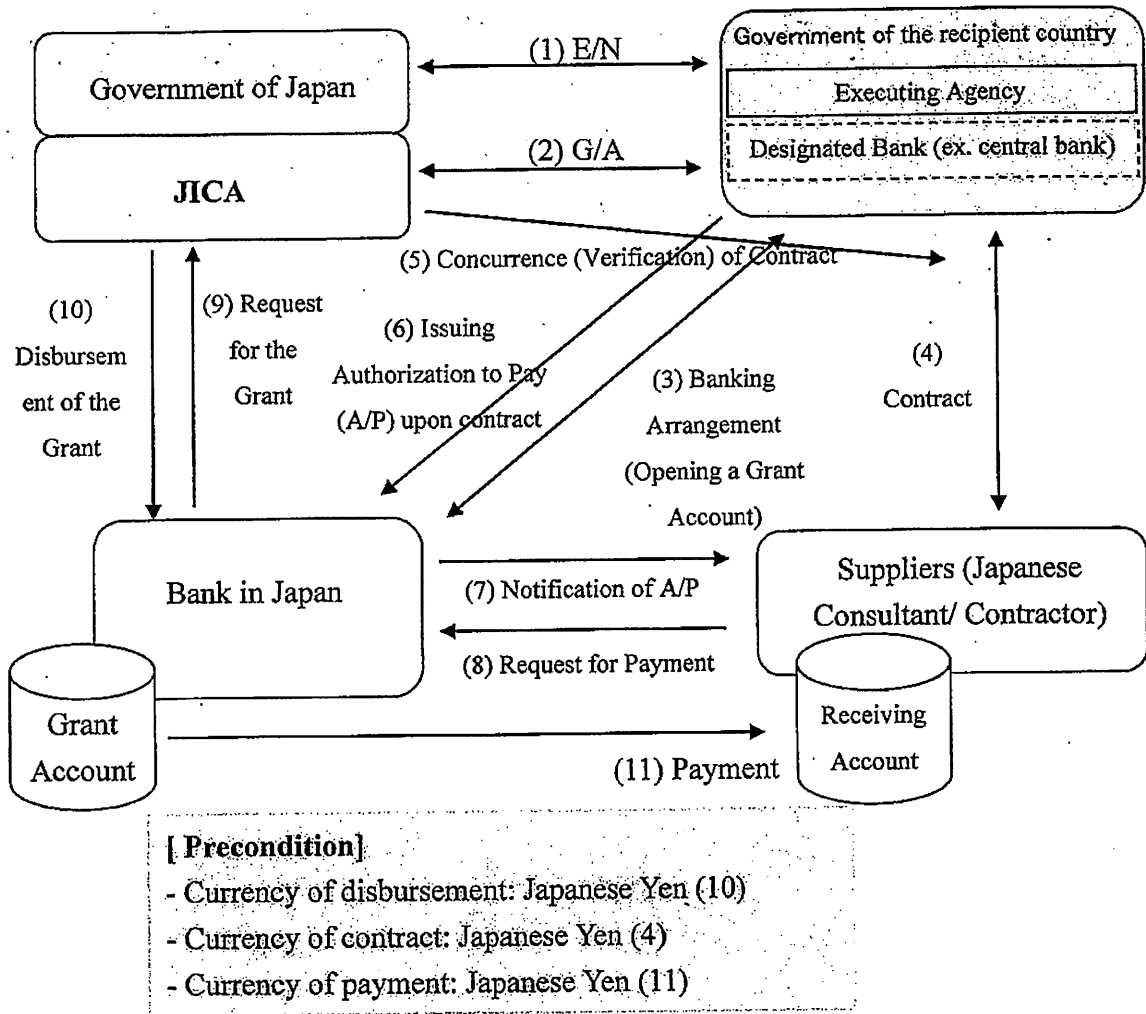 (1) E/N
Government of Japan
Government of the recipient country
Executing Agency
Designated Bank (ex. central bank)
(2) G/A
JICA
(5) Concurrence (Verification) of Contract
(10)
Disbursem
ent of the
Grant
(9) Request
for the
Grant
(6) Issuing
Authorization to Pay
(A/P) upon contract
(3) Banking
Arrangement
(Opening a Grant
Account)
(4)
Contract
Bank in Japan
(7) Notification of A/P
(8) Request for Payment
Suppliers (Japanese
Consultant/ Contractor)
Grant
Account
Receiving
Account
(11) Payment
[ Precondition]
- Currency of disbursement: Japanese Yen (10)
- Currency of contract: Japanese Yen (4)
- Currency of payment: Japanese Yen (11)